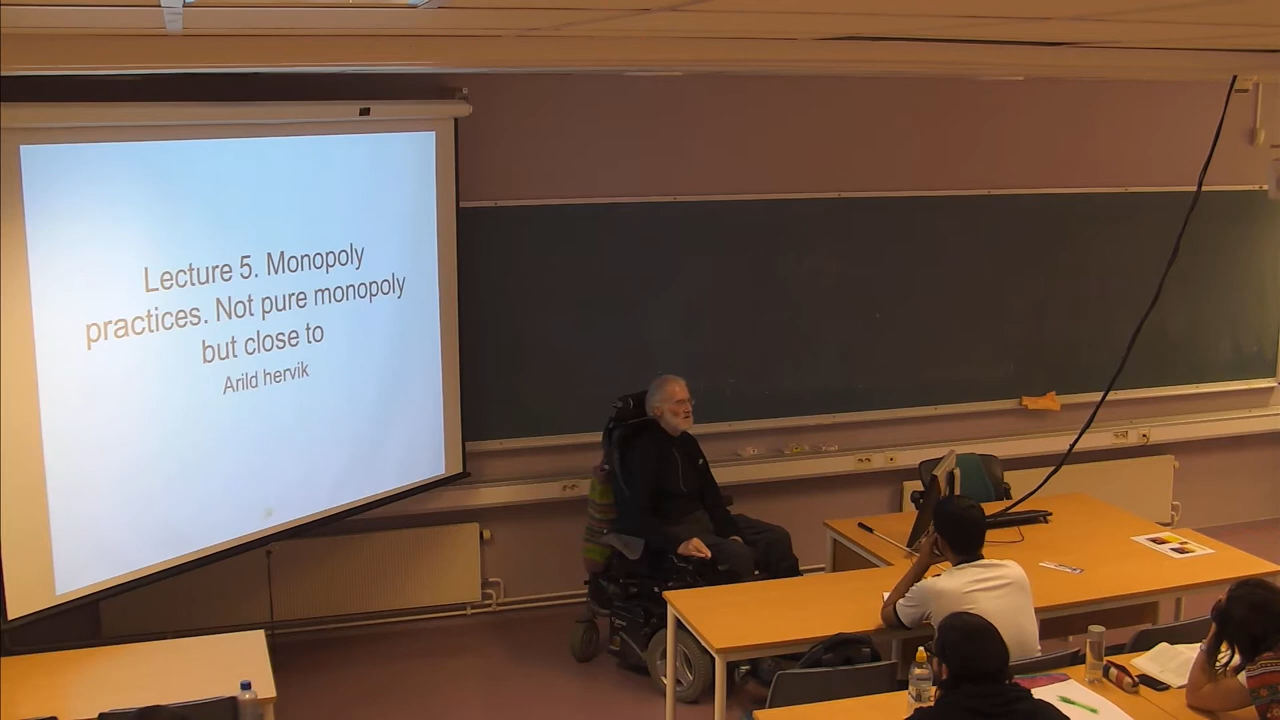 Lecture 5. Monopoly
practices. Not pure monopoly
but close to
Arild hervik